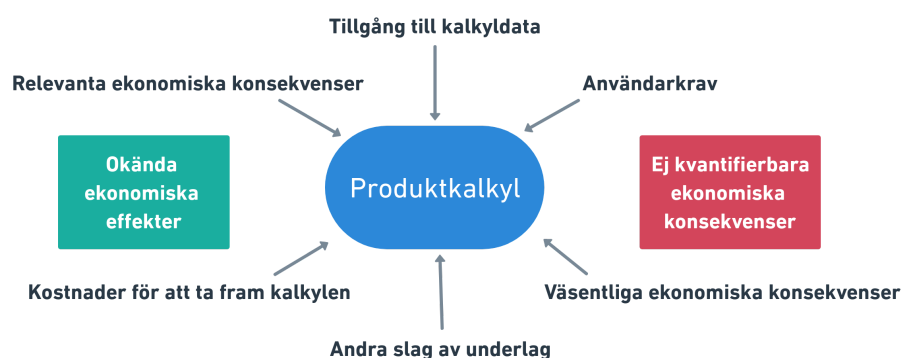 Tillgång till kalkyldata
Relevanta ekonomiska konsekvenser
Användarkrav
Okända
ekonomiska
effekter
Produktkalkyl
Ej kvantifierbara
ekonomiska
konsekvenser
Kostnader för att ta fram kalkylen
Väsentliga ekonomiska konsekvenser
Andra slag av underlag